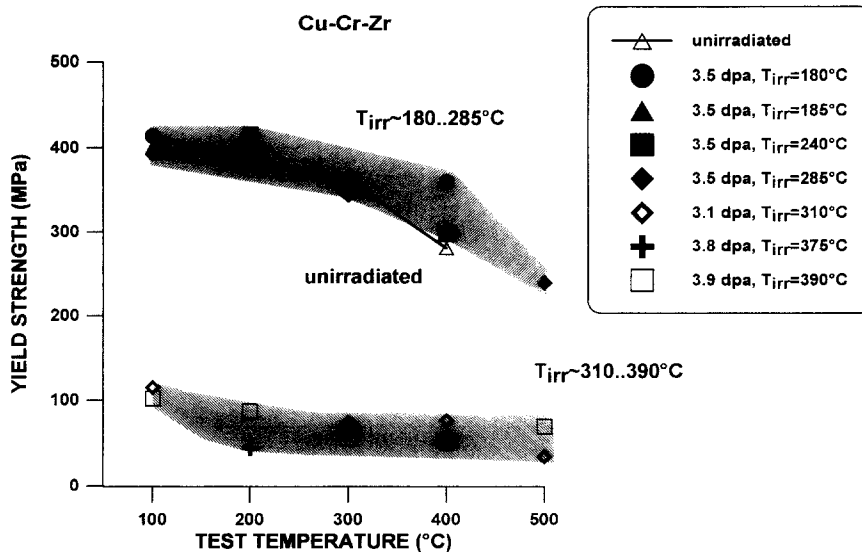 Cu-Cr-Zr
500
400
300
200
100
0
YIELD STRENGTH (MPa)
Tirr~180..285°C
unirradiated
Tirr~310..390°C
100 200 300 400 500
TEST TEMPERATURE (°C)
unirradiated
3.5 dpa, Tirr=180°C
3.5 dpa, Tirr=185°C
3.5 dpa, Tirr=240°C
3.5 dpa, Tirr=285°C
3.1 dpa, Tirr=310°C
3.8 dpa, Tirr=375°C
3.9 dpa, Tirr=390°C